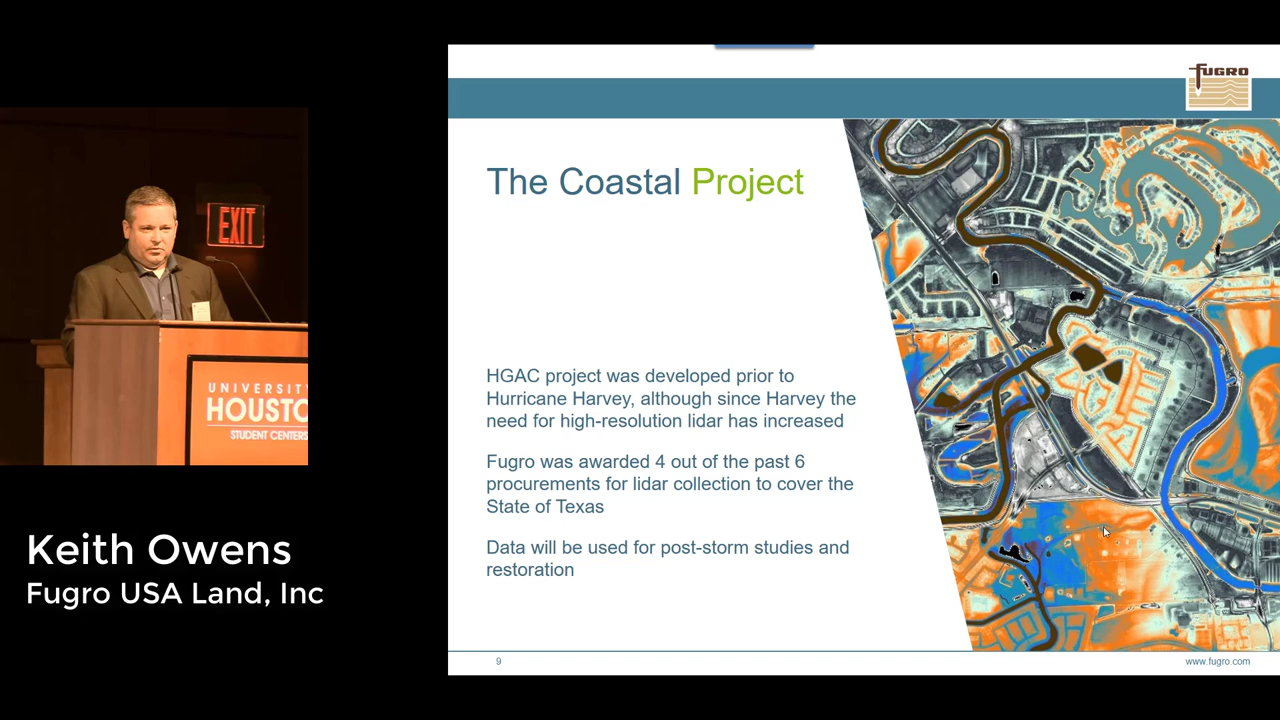 FUGRO
The Coastal Project
HGAC project was developed prior to
Hurricane Harvey, although since Harvey the
need for high-resolution lidar has increased
Fugro was awarded 4 out of the past 6
procurements for lidar collection to cover the
State of Texas
Data will be used for post-storm studies and
restoration
9
www.fugro.com
EXIT
UNIVERSITY
HOUSTO
STUDENT CENTERS
Keith Owens
Fugro USA Land, Inc